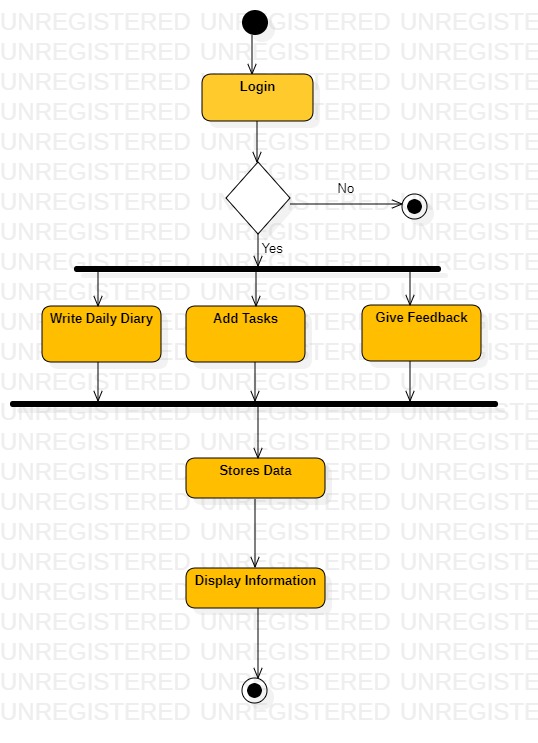 UNREGISTERED UNREGISTERED UNREGISTE
Login
No
Yes
Write Daily Diary
Add Tasks
Give Feedback
Stores Data
Display Information